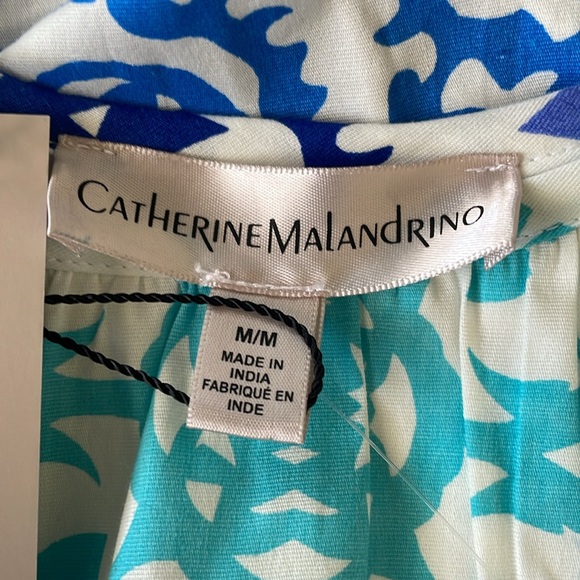 CATHERINE MALANDRINO
M/M
MADE IN
INDIA
FABRIQUÉ EN
INDE